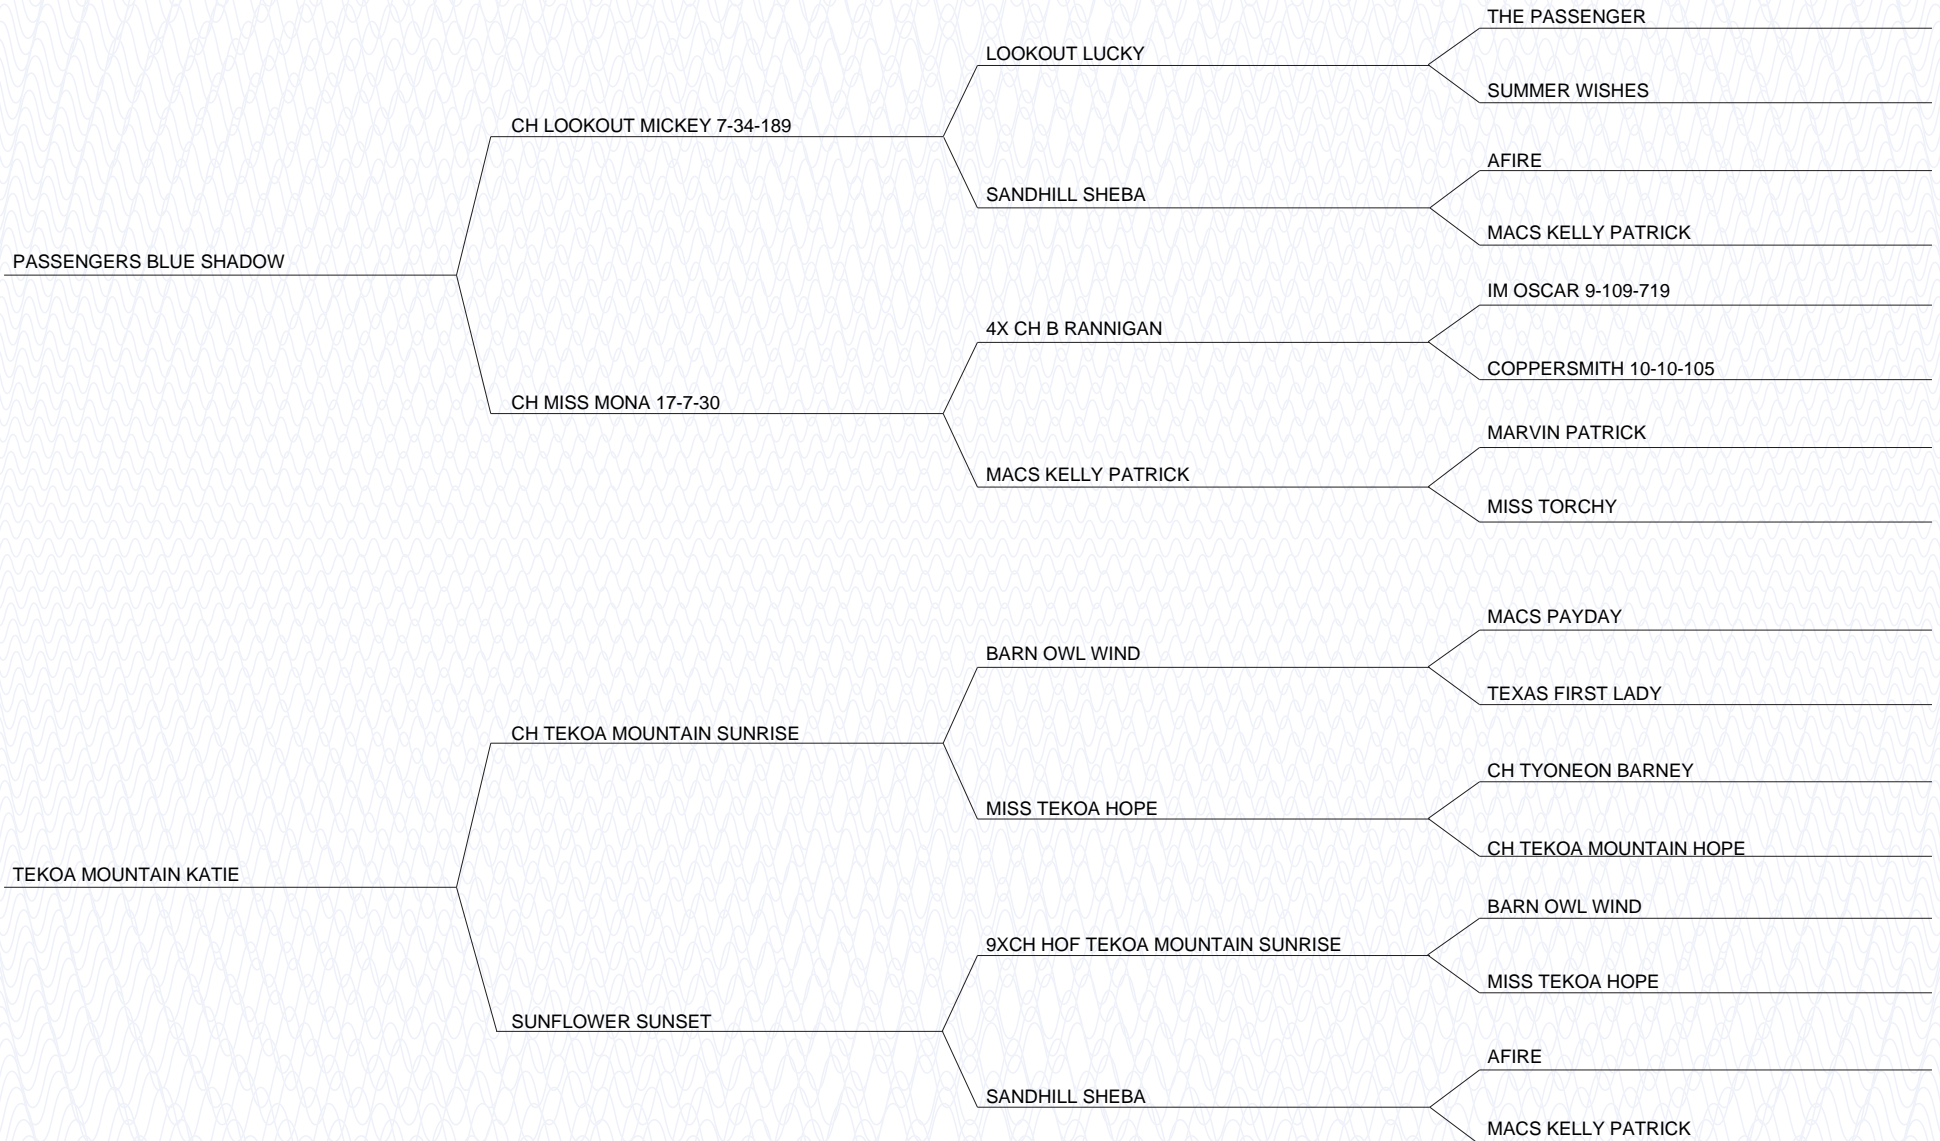 THE PASSENGER
LOOKOUT LUCKY
SUMMER WISHES
CH LOOKOUT MICKEY 7-34-189
AFIRE
SANDHILL SHEBA
MACS KELLY PATRICK
PASSENGERS BLUE SHADOW
IM OSCAR 9-109-719
4X CH B RANNIGAN
COPPERSMITH 10-10-105
CH MISS MONA 17-7-30
MARVIN PATRICK
MACS KELLY PATRICK
MISS TORCHY
MACS PAYDAY
BARN OWL WIND
TEXAS FIRST LADY
CH TEKOA MOUNTAIN SUNRISE
CH TYONEON BARNEY
MISS TEKOA HOPE
CH TEKOA MOUNTAIN HOPE
TEKOA MOUNTAIN KATIE
BARN OWL WIND
9XCH HOF TEKOA MOUNTAIN SUNRISE
MISS TEKOA HOPE
SUNFLOWER SUNSET
AFIRE
SANDHILL SHEBA
MACS KELLY PATRICK